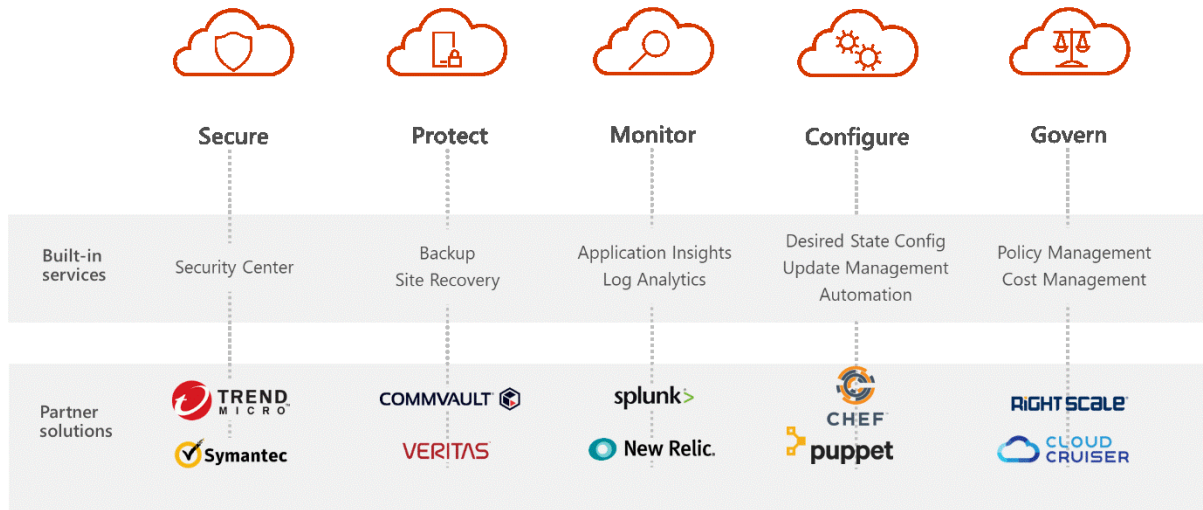 Secure
Protect
Monitor
Configure
Govern
Built-in
services
Security Center
Backup
Site Recovery
Application Insights
Log Analytics
Desired State Config
Update Management
Automation
Policy Management
Cost Management
Partner
solutions
TREND
MICRO™
Symantec
COMMVAULT
VERITAS
splunk>
New Relic.
CHEF™
puppet
RIGHTSCALE®
CLOUD
CRUISER